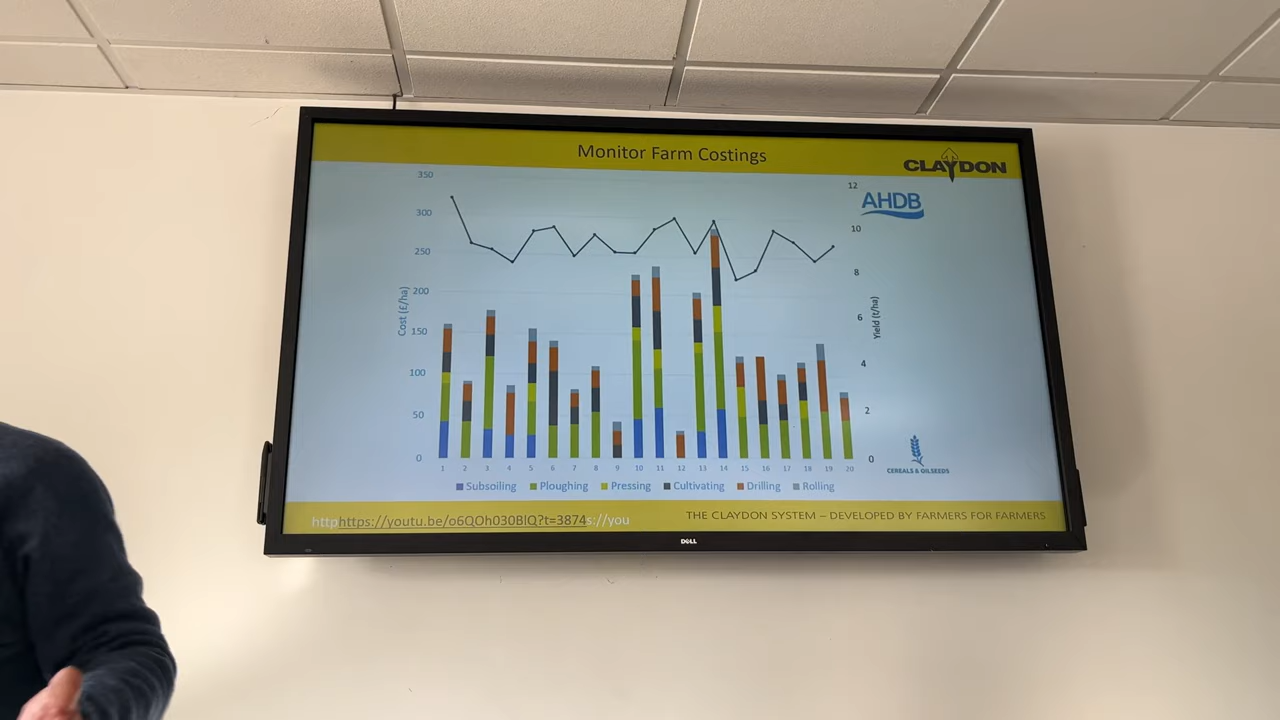 Monitor Farm Costings
CLAYDON
AHDB
350
300
250
200
150
100
50
0
Cost (£/ha)
12
10
8
6
4
2
0
Yield (t/ha)
1 2 3 4 5 6 7 8 9 10 11 12 13 14 15 16 17 18 19 20
Subsoiling Ploughing Pressing Cultivating Drilling Rolling
CEREALS & OILSEEDS
httphttps://youtu.be/o6QOh030BlQ?t=3874s://you
THE CLAYDON SYSTEM – DEVELOPED BY FARMERS FOR FARMERS
DELL